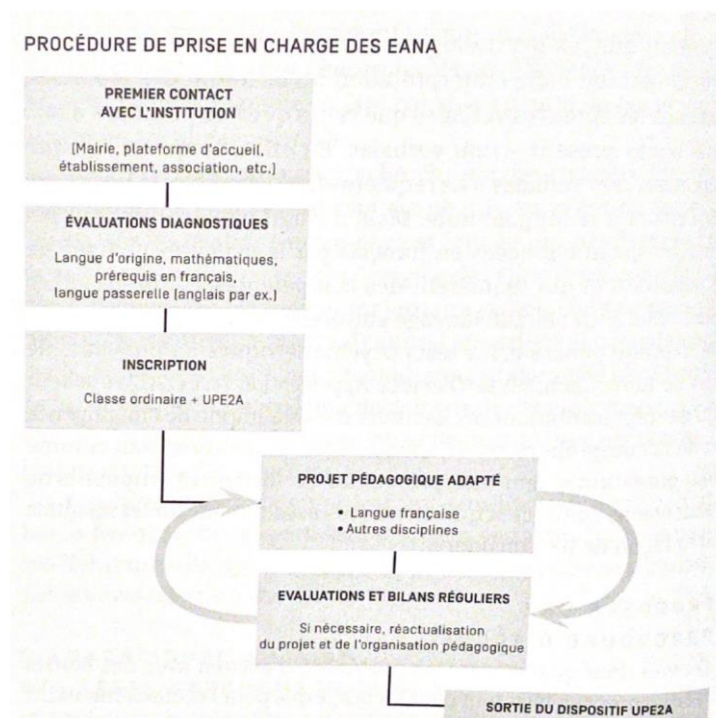 PROCÉDURE DE PRISE EN CHARGE DES EANA
PREMIER CONTACT
AVEC L'INSTITUTION
[Mairie, plateforme d'accueil,
établissement, association, etc.]
ÉVALUATIONS DIAGNOSTIQUES
Langue d'origine, mathématiques,
prérequis en français,
langue passerelle [anglais par ex.]
INSCRIPTION
Classe ordinaire + UPE2A
PROJET PÉDAGOGIQUE ADAPTÉ
• Langue française
• Autres disciplines
EVALUATIONS ET BILANS RÉGULIERS
Si nécessaire, réactualisation
du projet et de l'organisation pédagogique
SORTIE DU DISPOSITIF UPE2A